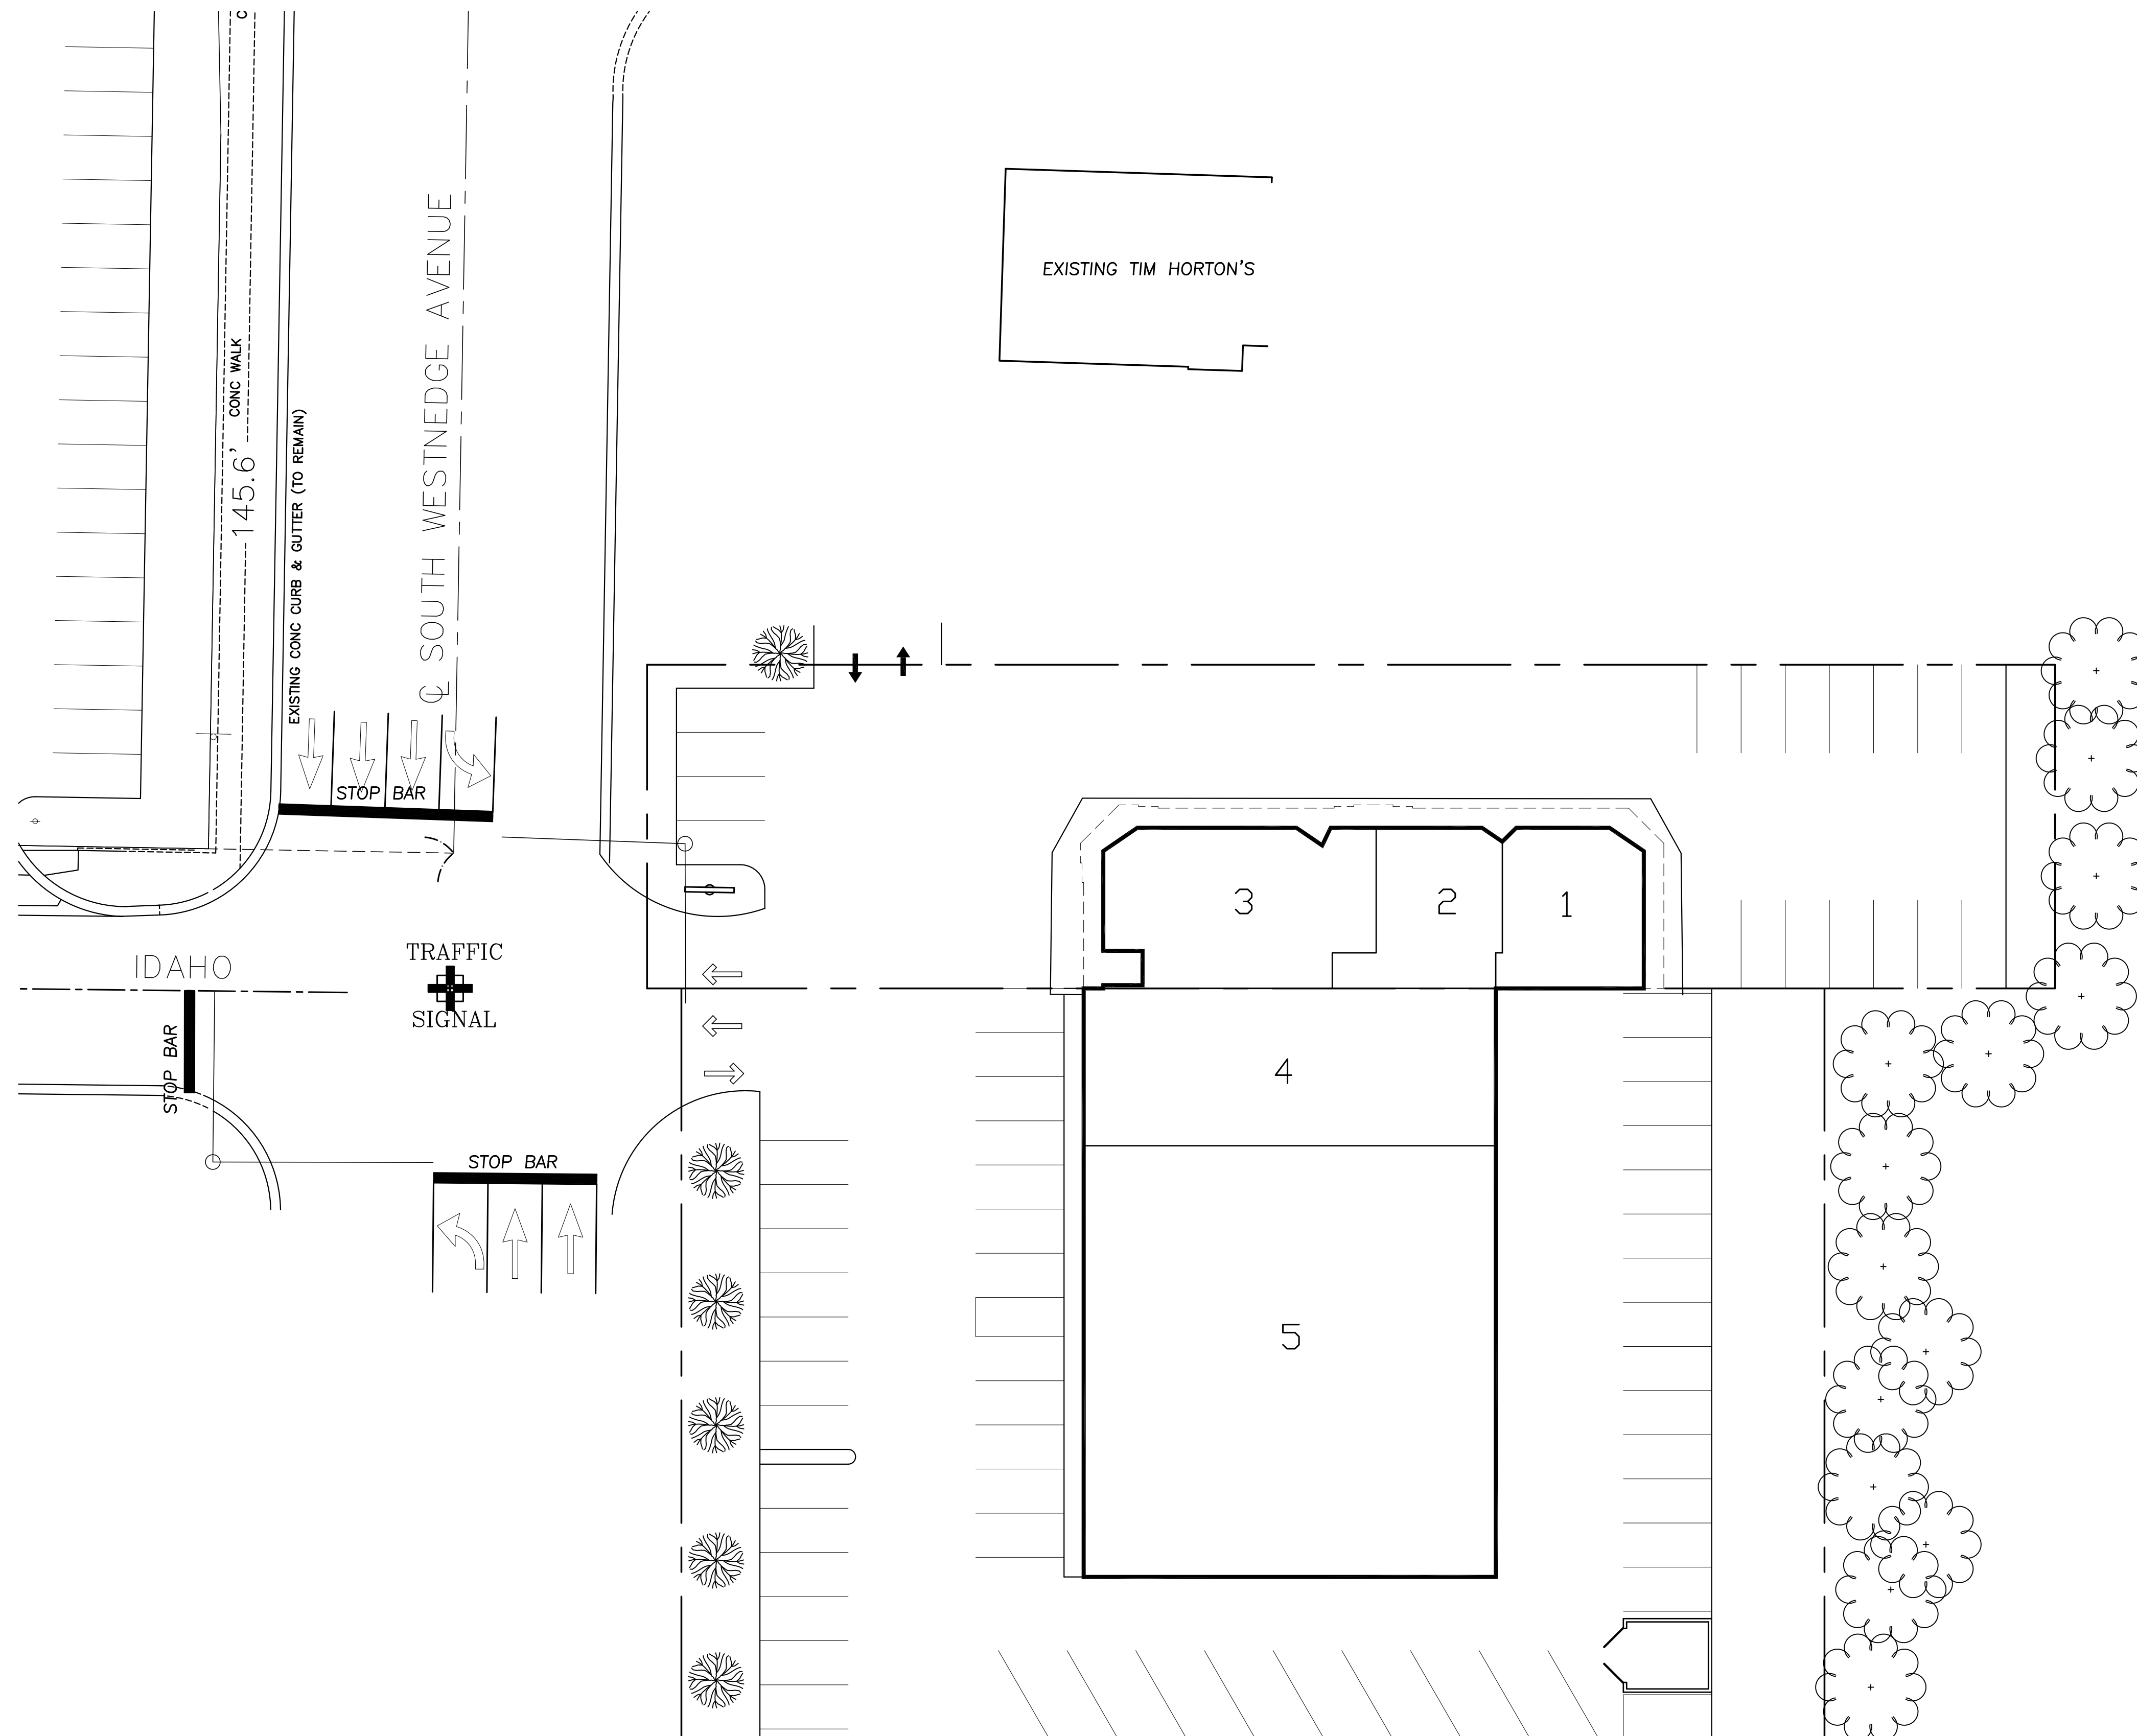 C
CONC WALK
145.6'
EXISTING CONC CURB & GUTTER (TO REMAIN)
℄ SOUTH WESTNEDGE AVENUE
EXISTING TIM HORTON'S
STOP BAR
3
2
1
IDAHO
TRAFFIC
SIGNAL
STOP BAR
4
STOP BAR
5